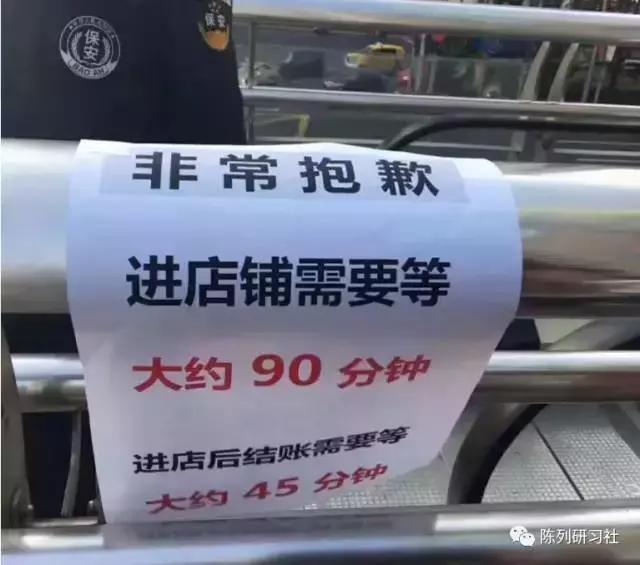 保安
BAO AN
保安
非常抱歉
进店铺需要等
大约 90 分钟
进店后结账需要等
大约 45 分钟
陈列研习社